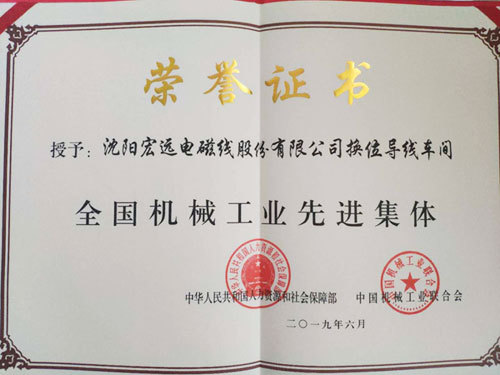 荣誉证书
授予：沈阳宏远电磁线股份有限公司换位导线车间
全国机械工业先进集体
中华人民共和国人力资源和社会保障部 中国机械工业联合会
二〇一九年六月